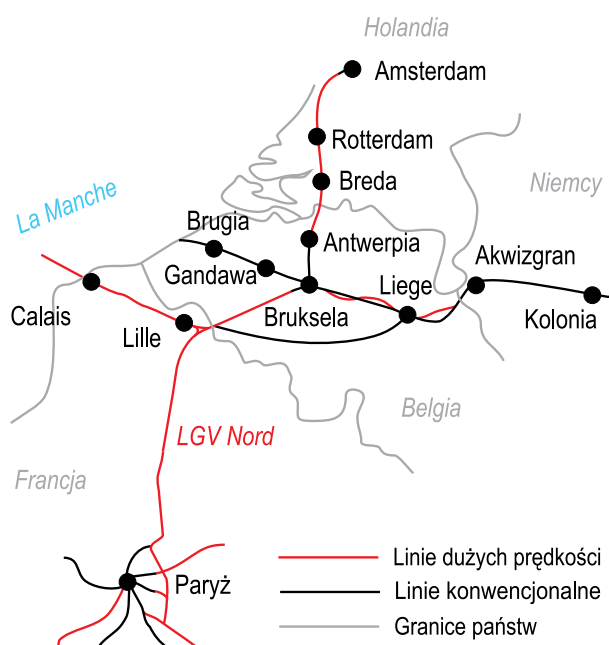 Holandia
Amsterdam
Rotterdam
Niemcy
Breda
La Manche
Brugia
Antwerpia
Akwizgran
Gandawa
Liege
Calais
Bruksela
Kolonia
Lille
Belgia
LGV Nord
Francja
Linie dużych prędkości
Paryż
Linie konwencjonalne
Granice państw